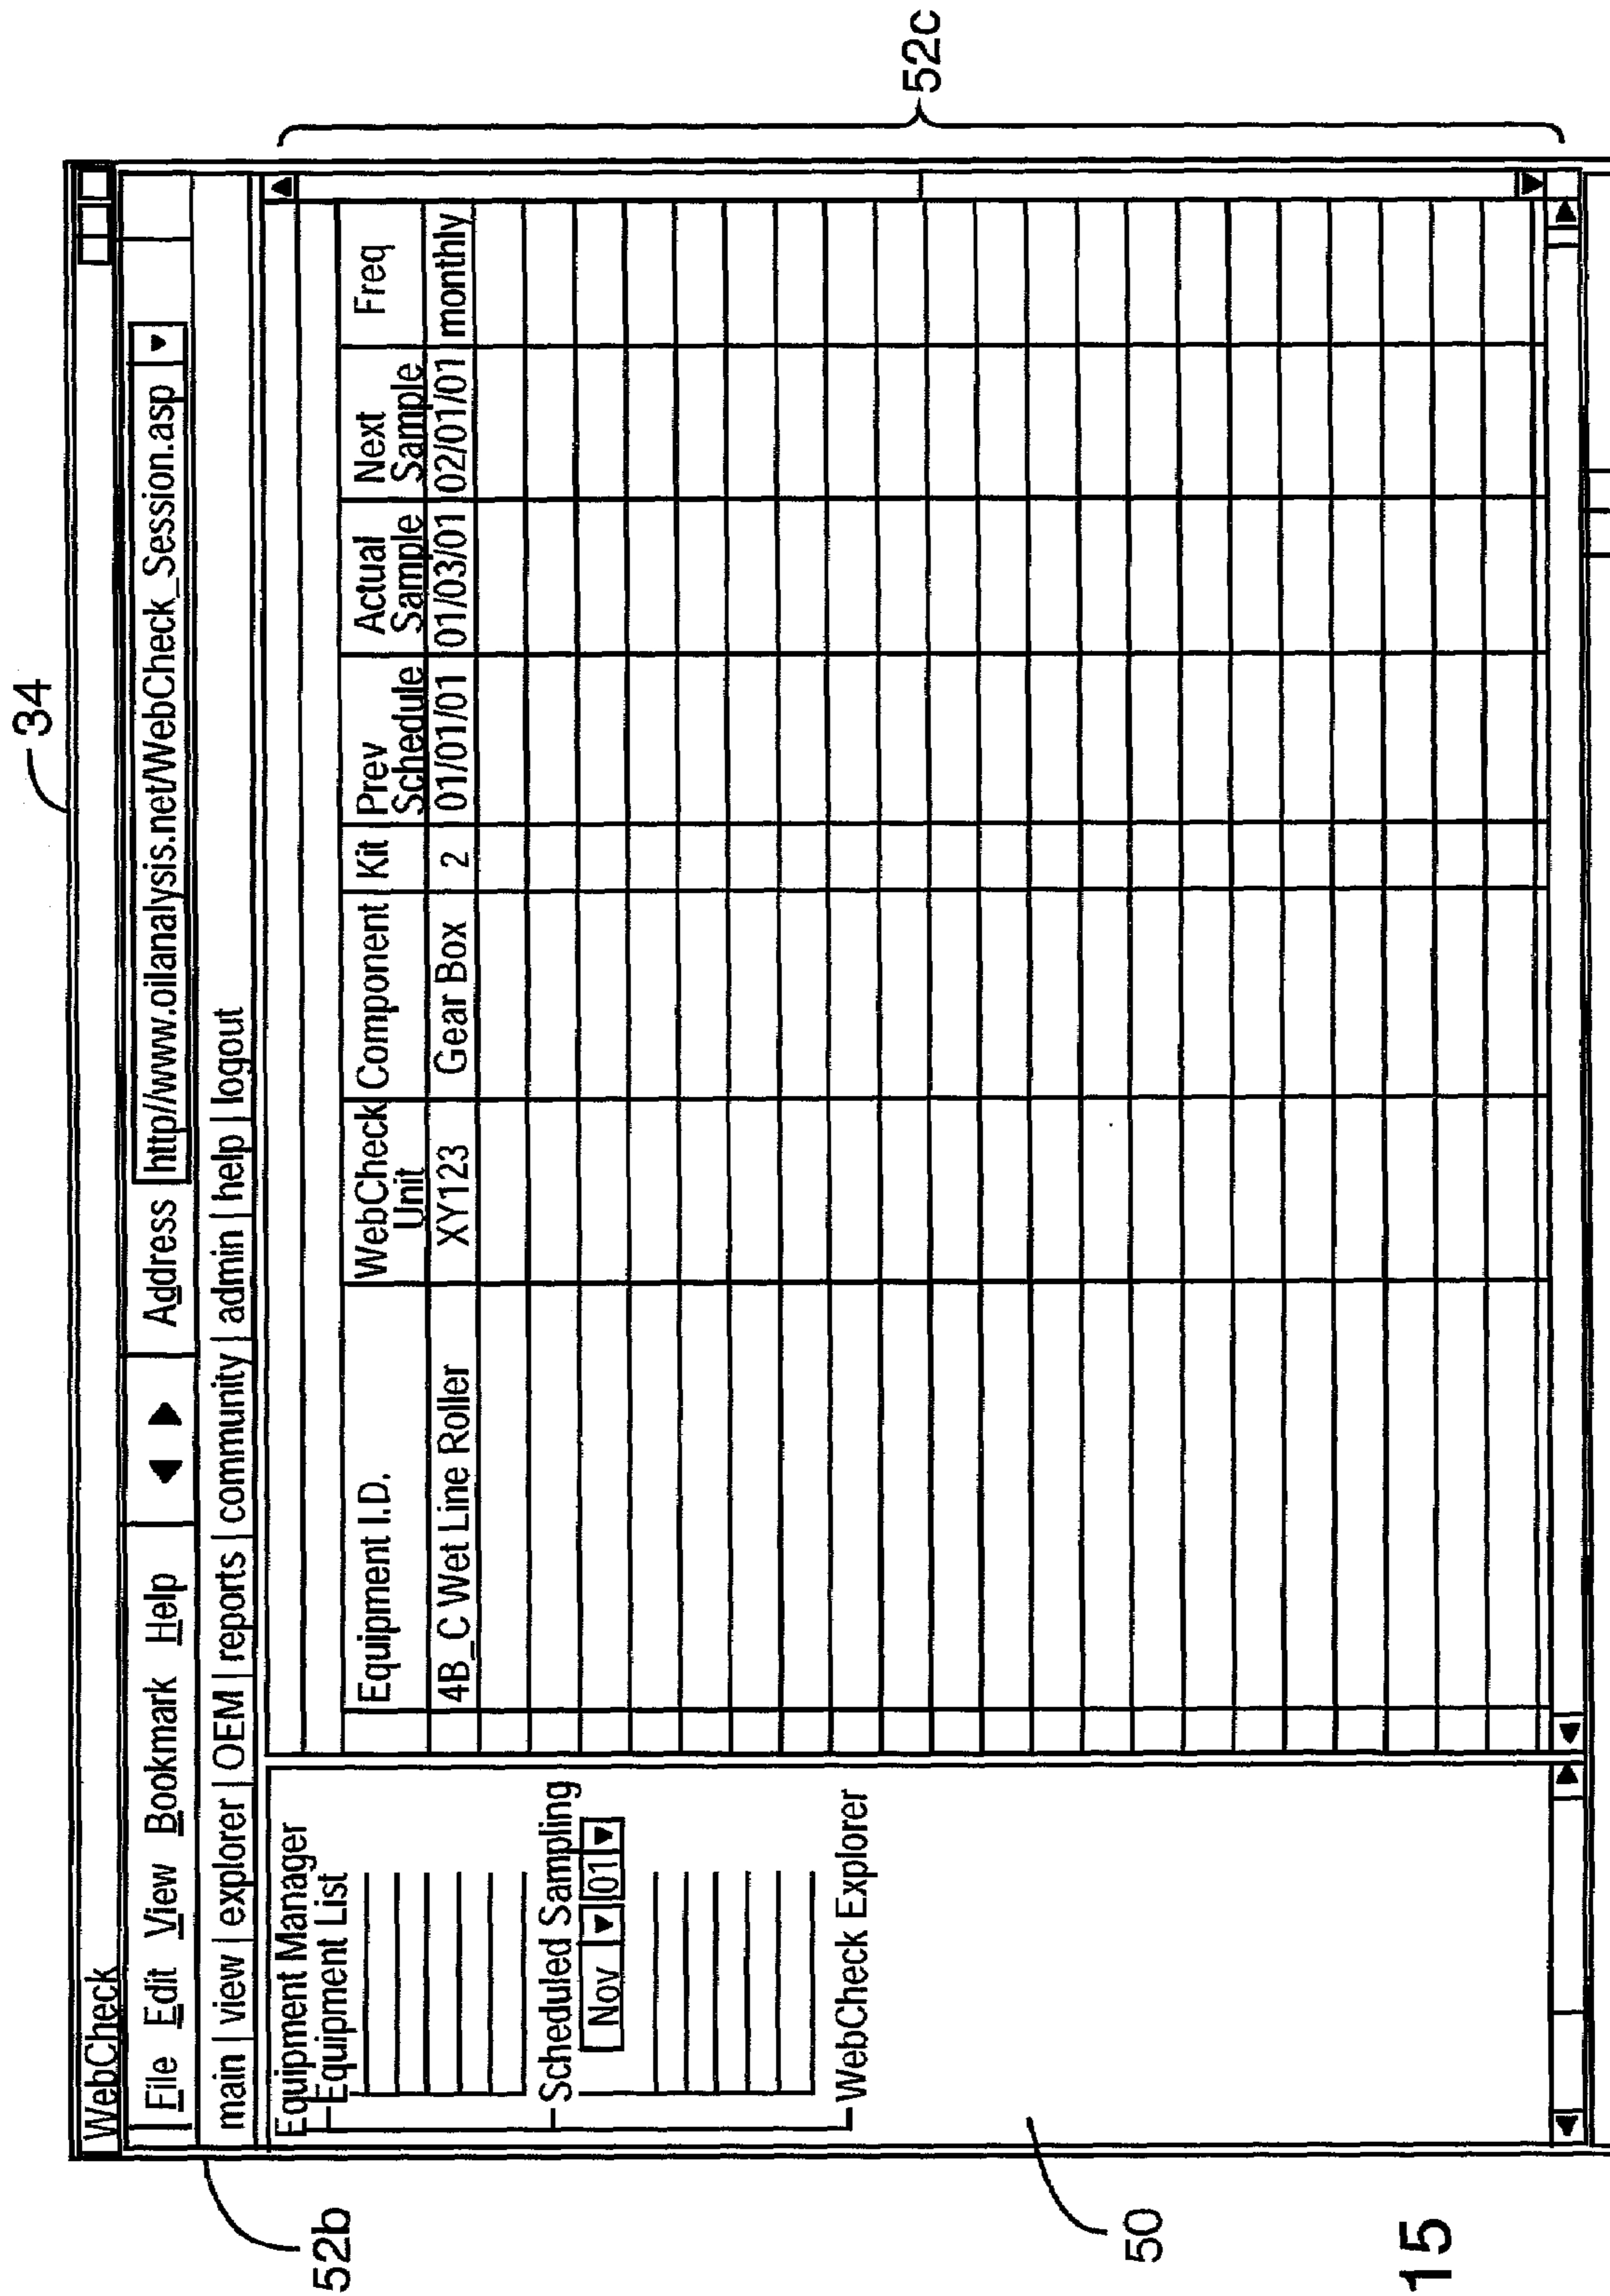 34
WebCheck
File Edit View Bookmark Help Address http//www.oilanalysis.net/WebCheck_Session.asp
main | view | explorer | OEM | reports | community | admin | help | logout
52b
52c
Equipment Manager
Equipment List
Scheduled Sampling
Nov 01
WebCheck Explorer
50
Equipment I.D. WebCheck Unit Component Kit Prev Schedule Actual Sample Next Sample Freq
4B_C Wet Line Roller XY123 Gear Box 2 01/01/01 01/03/01 02/01/01 monthly
15